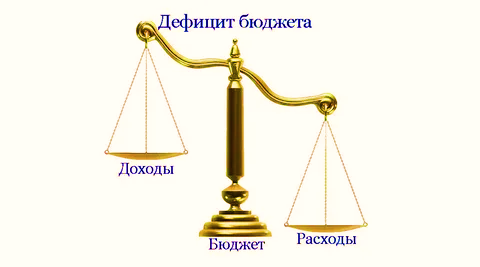 Дефицит бюджета
Доходы
Бюджет
Расходы